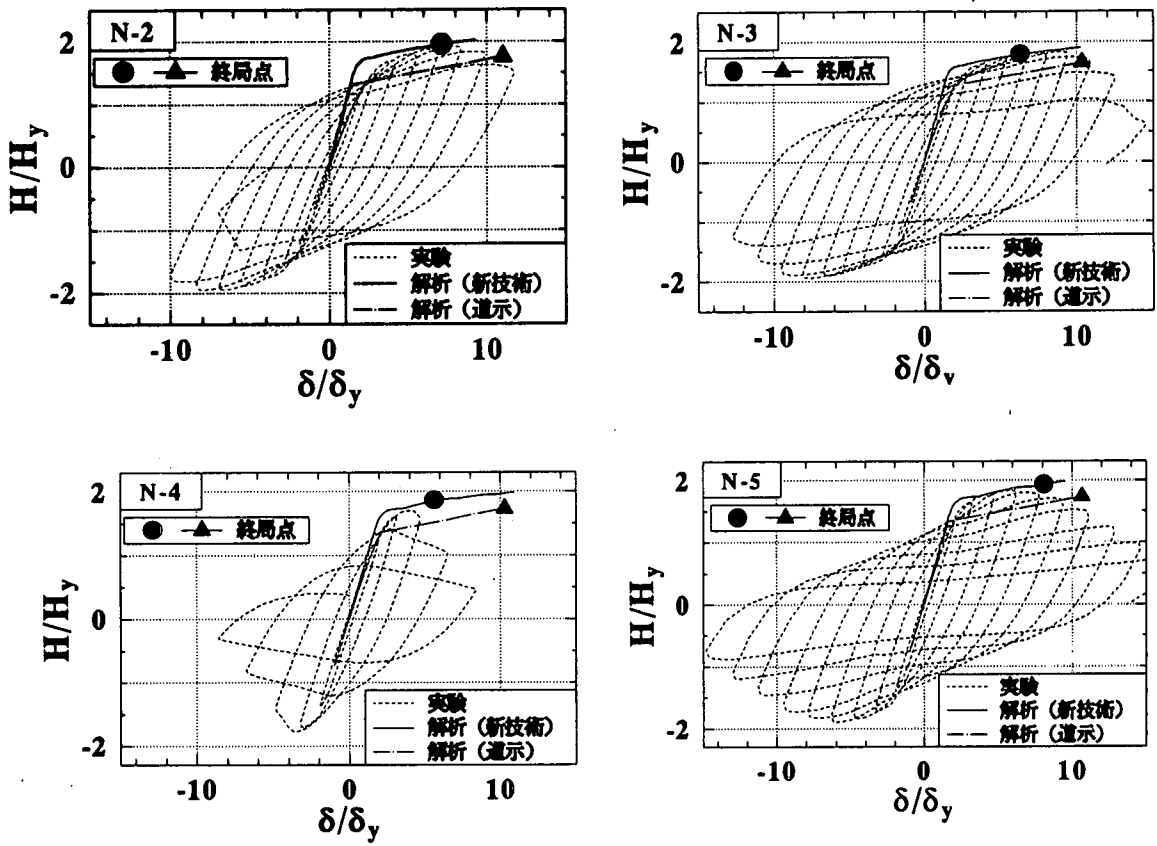 N-2
● ─▲ 終局点
H/Hy
2
0
-2
実験
解析（新技術）
解析（道示）
-10 0 10
δ/δy
N-3
● ─▲ 終局点
H/Hy
2
0
-2
実験
解析（新技術）
解析（道示）
-10 0 10
δ/δv
N-4
● ─▲ 終局点
H/Hy
2
0
-2
実験
解析（新技術）
解析（道示）
-10 0 10
δ/δy
N-5
● ─▲ 終局点
H/Hy
2
0
-2
実験
解析（新技術）
解析（道示）
-10 0 10
δ/δy